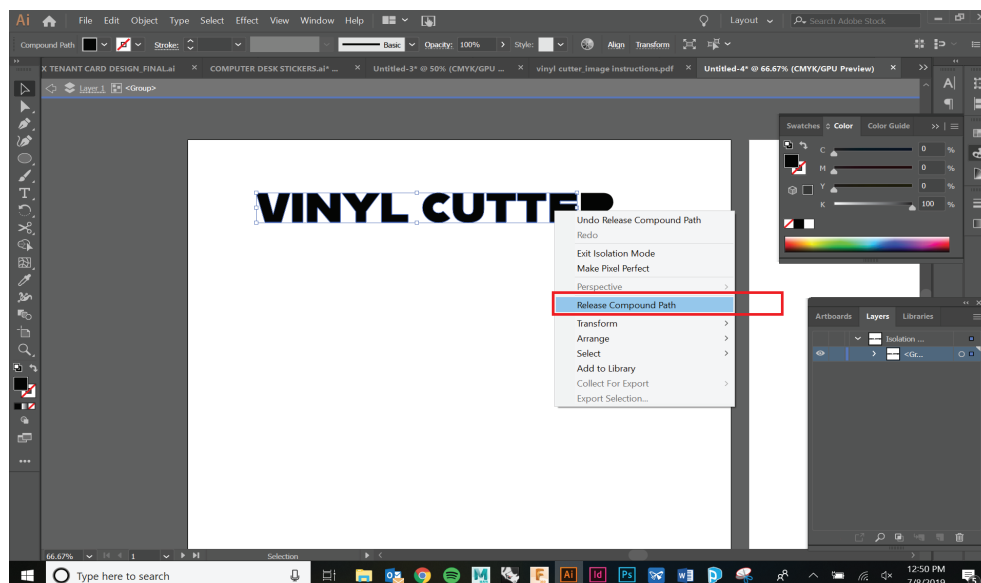 Ai File Edit Object Type Select Effect View Window Help Layout Search Adobe Stock
Compound Path Stroke: Basic Opacity: 100% Style: Align Transform
X TENANT CARD DESIGN_FINAL.ai × COMPUTER DESK STICKERS.ai* ... × Untitled-3* @ 50% (CMYK/GPU ... × vinyl cutter_image instructions.pdf × Untitled-4* @ 66.67% (CMYK/GPU Preview) ×
Layer 1 <Group>
Swatches Color Color Guide
C 0 %
M 0 %
Y 0 %
K 100 %
VINYL CUTTER
Undo Release Compound Path
Redo
Exit Isolation Mode
Make Pixel Perfect
Perspective
Release Compound Path
Transform
Arrange
Select
Add to Library
Collect For Export
Export Selection...
Artboards Layers Libraries
Isolation ...
<Gr...
66.67% 1 Selection
Type here to search Ai Id Ps 12:50 PM
7/8/2019